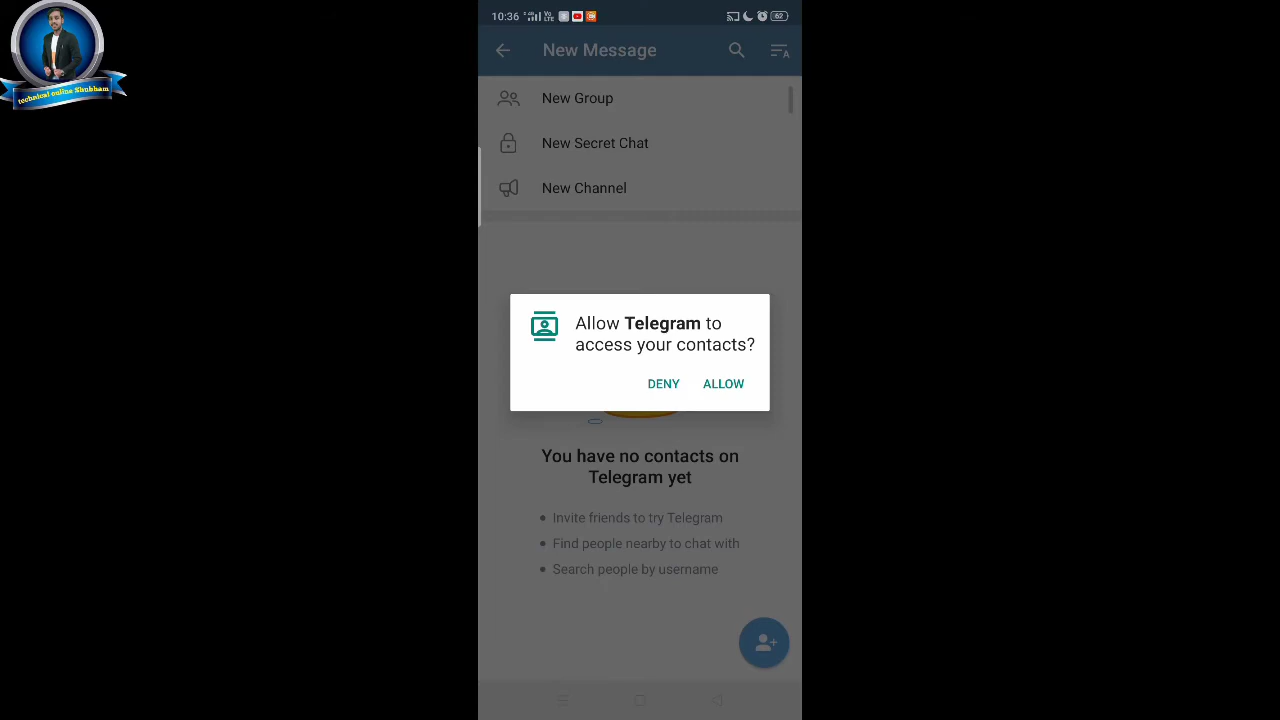 technical online Shubham
10:36
New Message
New Group
New Secret Chat
New Channel
Allow Telegram to
access your contacts?
DENY ALLOW
You have no contacts on
Telegram yet
• Invite friends to try Telegram
• Find people nearby to chat with
• Search people by username